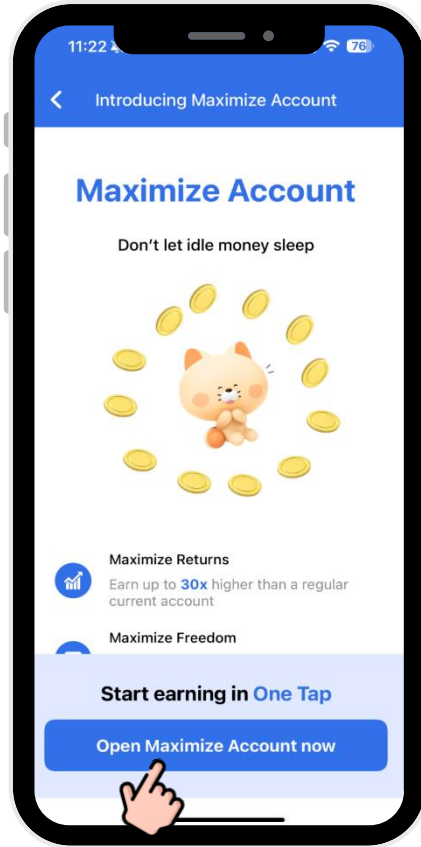 11:22
76
Introducing Maximize Account
Maximize Account
Don't let idle money sleep
Maximize Returns
Earn up to 30x higher than a regular
current account
Maximize Freedom
Start earning in One Tap
Open Maximize Account now